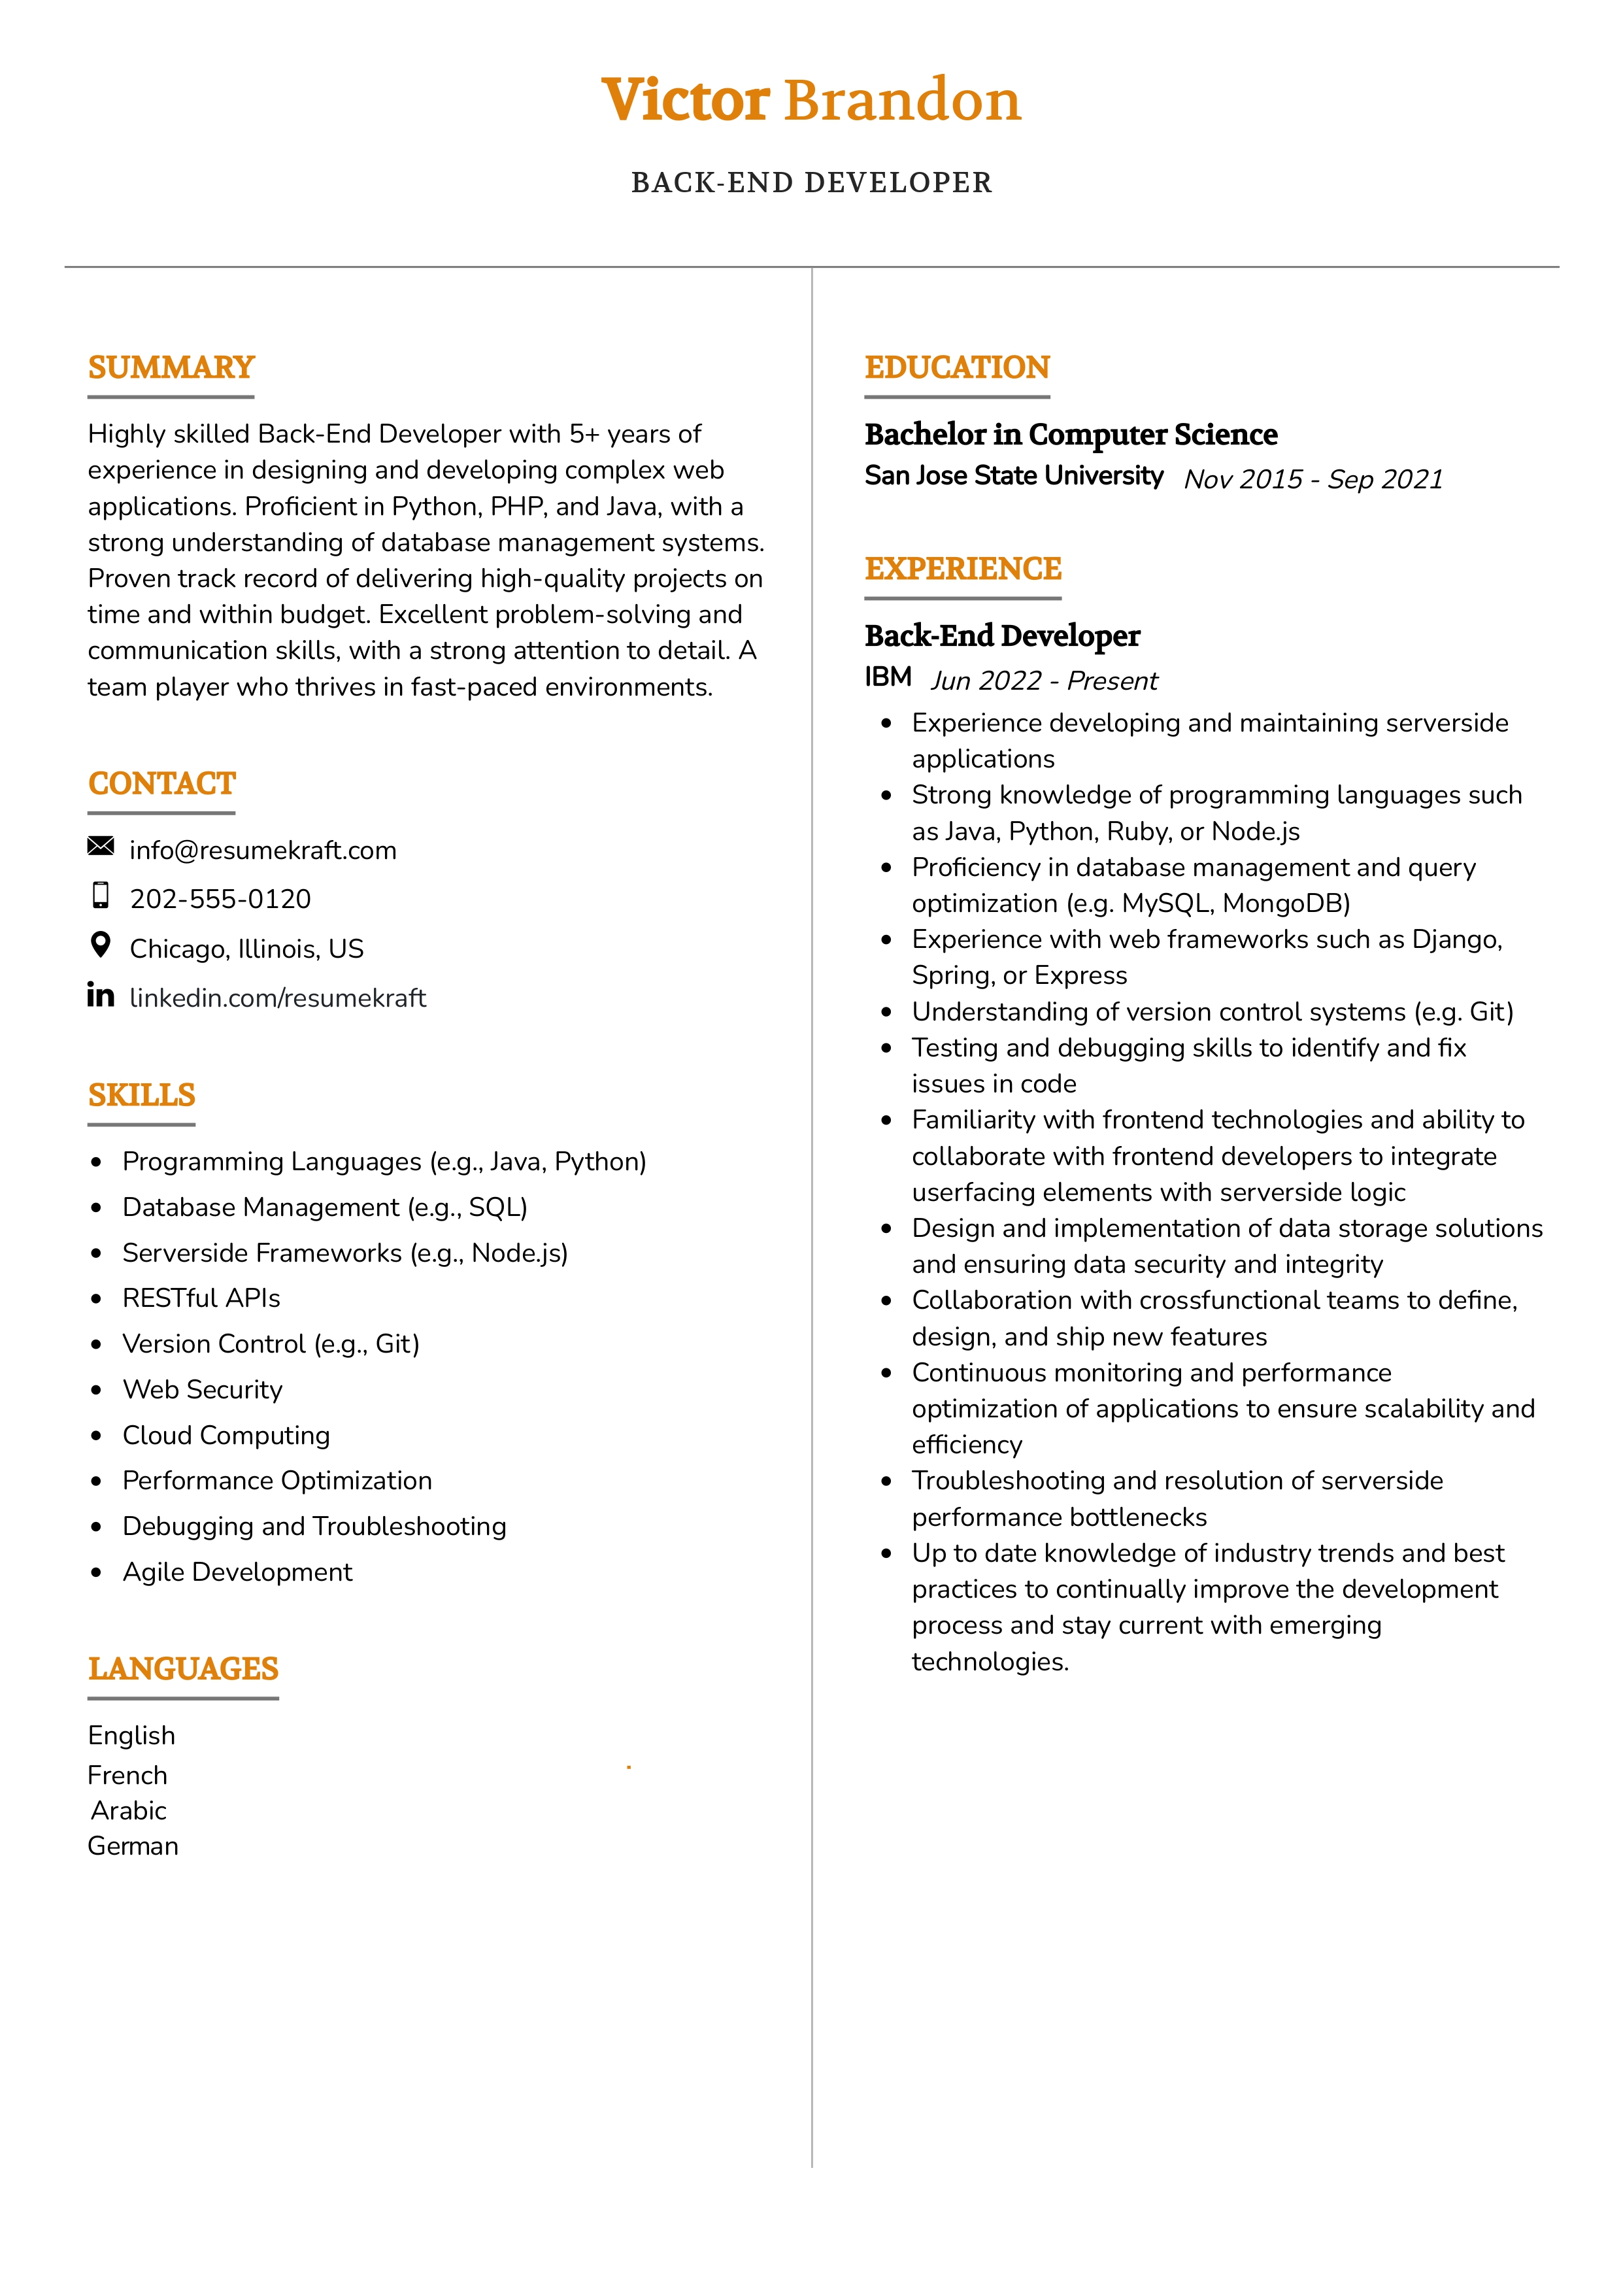 Victor Brandon
BACK-END DEVELOPER
SUMMARY
Highly skilled Back-End Developer with 5+ years of
experience in designing and developing complex web
applications. Proficient in Python, PHP, and Java, with a
strong understanding of database management systems.
Proven track record of delivering high-quality projects on
time and within budget. Excellent problem-solving and
communication skills, with a strong attention to detail. A
team player who thrives in fast-paced environments.
CONTACT
info@resumekraft.com
202-555-0120
Chicago, Illinois, US
in linkedin.com/resumekraft
SKILLS
• Programming Languages (e.g., Java, Python)
• Database Management (e.g., SQL)
• Serverside Frameworks (e.g., Node.js)
• RESTful APIs
• Version Control (e.g., Git)
• Web Security
• Cloud Computing
• Performance Optimization
• Debugging and Troubleshooting
• Agile Development
LANGUAGES
English
French
Arabic
German
EDUCATION
Bachelor in Computer Science
San Jose State University Nov 2015 - Sep 2021
EXPERIENCE
Back-End Developer
IBM Jun 2022 - Present
• Experience developing and maintaining serverside
applications
• Strong knowledge of programming languages such
as Java, Python, Ruby, or Node.js
• Proficiency in database management and query
optimization (e.g. MySQL, MongoDB)
• Experience with web frameworks such as Django,
Spring, or Express
• Understanding of version control systems (e.g. Git)
• Testing and debugging skills to identify and fix
issues in code
• Familiarity with frontend technologies and ability to
collaborate with frontend developers to integrate
userfacing elements with serverside logic
• Design and implementation of data storage solutions
and ensuring data security and integrity
• Collaboration with crossfunctional teams to define,
design, and ship new features
• Continuous monitoring and performance
optimization of applications to ensure scalability and
efficiency
• Troubleshooting and resolution of serverside
performance bottlenecks
• Up to date knowledge of industry trends and best
practices to continually improve the development
process and stay current with emerging
technologies.